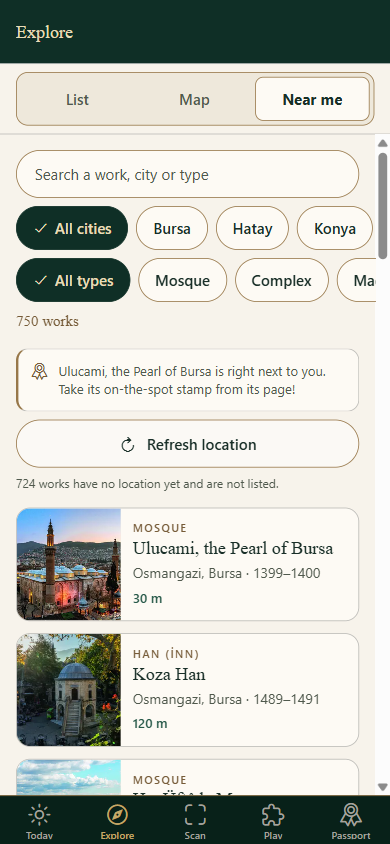 Explore
List
Map
Near me
Search a work, city or type
All cities
Bursa
Hatay
Konya
All types
Mosque
Complex
750 works
Ulucami, the Pearl of Bursa is right next to you.
Take its on-the-spot stamp from its page!
Refresh location
724 works have no location yet and are not listed.
MOSQUE
Ulucami, the Pearl of Bursa
Osmangazi, Bursa · 1399–1400
30 m
HAN (İNN)
Koza Han
Osmangazi, Bursa · 1489–1491
120 m
MOSQUE
Today
Explore
Scan
Play
Passport